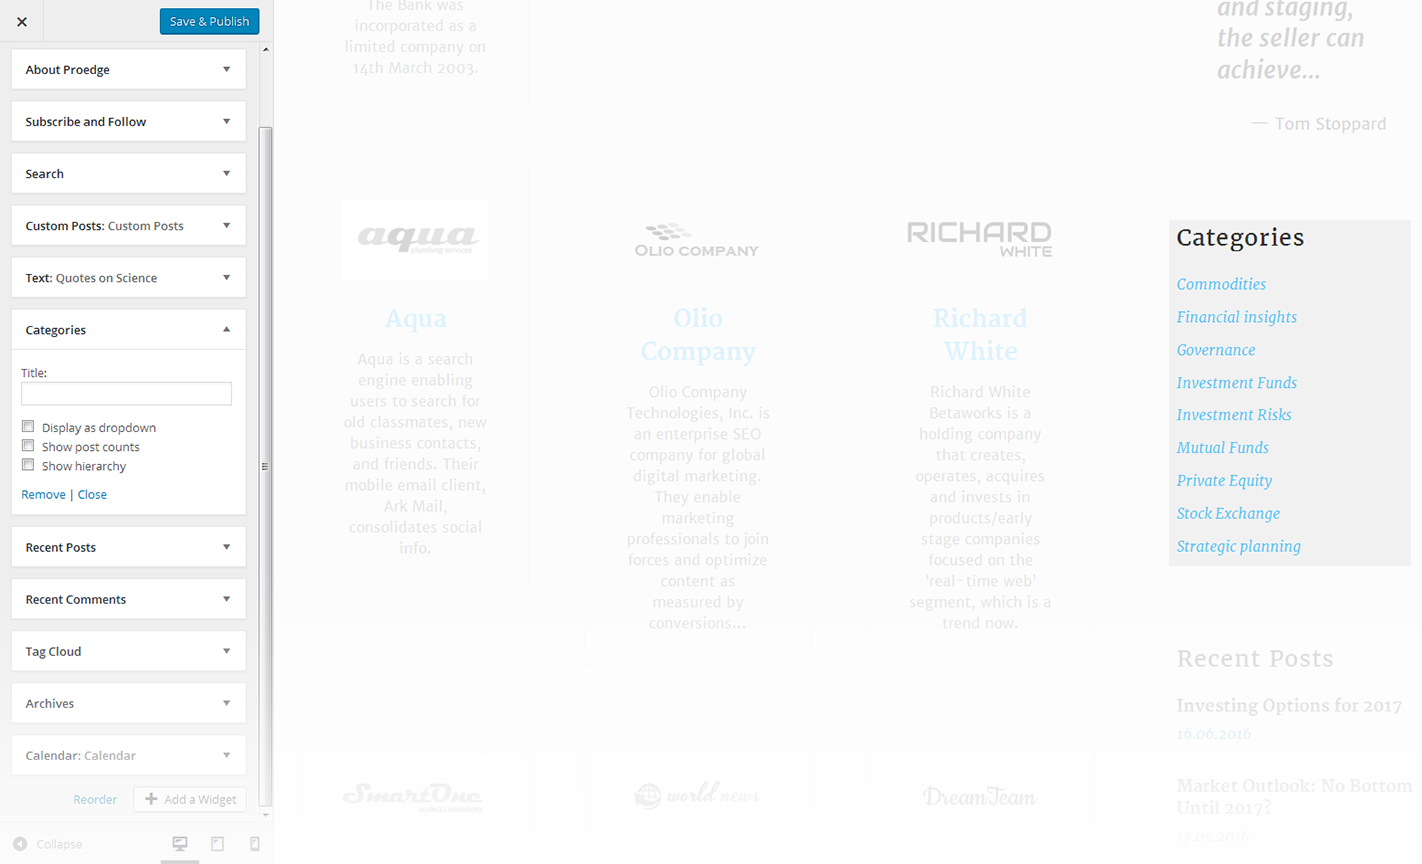 Save & Publish
About Proedge
Subscribe and Follow
Search
Custom Posts: Custom Posts
Text: Quotes on Science
Categories
Title:
Display as dropdown
Show post counts
Show hierarchy
Remove | Close
Recent Posts
Recent Comments
Tag Cloud
Archives
Calendar: Calendar
Reorder
Add a Widget
Collapse
The Bank was
incorporated as a
limited company on
14th March 2003.
aqua
plumbing services
Aqua
Aqua is a search
engine enabling
users to search for
old classmates, new
business contacts,
and friends. Their
mobile email client,
Ark Mail,
consolidates social
info.
OLIO COMPANY
Olio
Company
Olio Company
Technologies, Inc. is
an enterprise SEO
company for global
digital marketing.
They enable
marketing
professionals to join
forces and optimize
content as
measured by
conversions...
RICHARD
WHITE
Richard
White
Richard White
Betaworks is a
holding company
that creates,
operates, acquires
and invests in
products/early
stage companies
focused on the
'real-time web'
segment, which is a
trend now.
SmartOne
SCIENCE LABORATORY
world news
DreamTeam
and staging,
the seller can
achieve...
— Tom Stoppard
Categories
Commodities
Financial insights
Governance
Investment Funds
Investment Risks
Mutual Funds
Private Equity
Stock Exchange
Strategic planning
Recent Posts
Investing Options for 2017
16.06.2016
Market Outlook: No Bottom
Until 2017?
17.05.2016